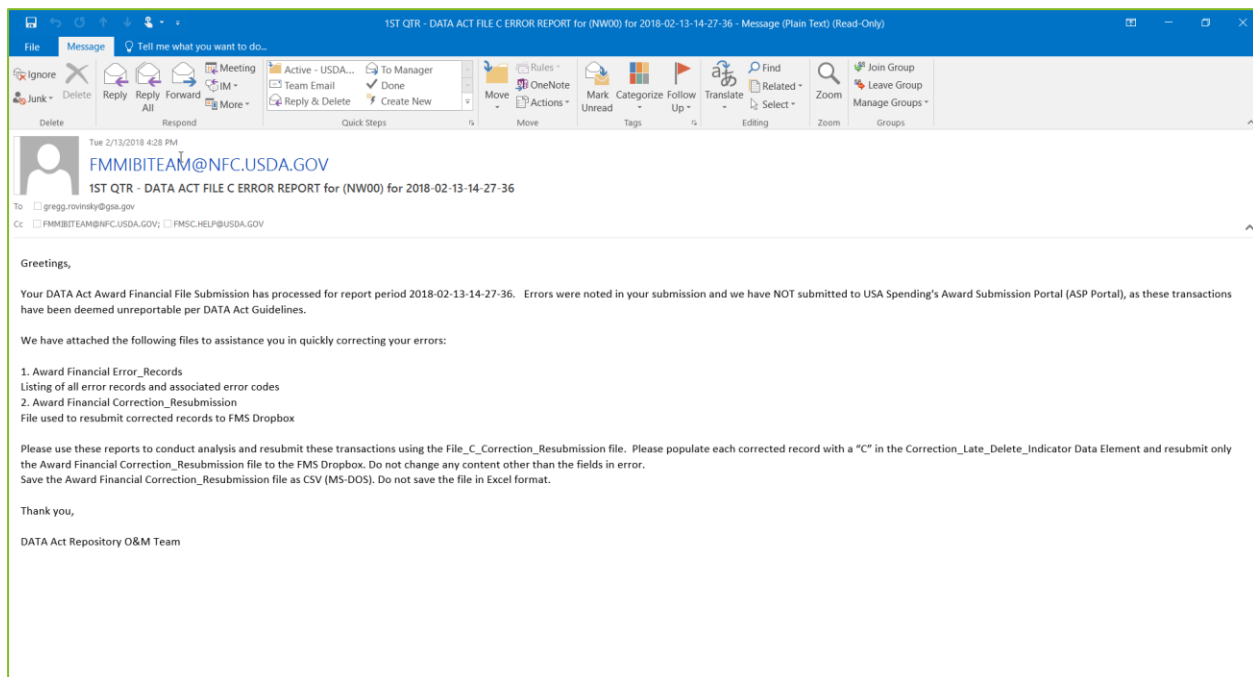 1ST QTR - DATA ACT FILE C ERROR REPORT for (NW00) for 2018-02-13-14-27-36 - Message (Plain Text) (Read-Only)
File Message Tell me what you want to do...
Ignore
Junk
Delete
Reply
Reply All
Forward
Meeting
IM
More
Active - USDA...
Team Email
Reply & Delete
To Manager
Done
Create New
Move
Rules
OneNote
Actions
Mark Unread
Categorize
Follow Up
Translate
Find
Related
Select
Zoom
Join Group
Leave Group
Manage Groups
Delete Respond Quick Steps Move Tags Editing Zoom Groups
Tue 2/13/2018 4:28 PM
FMMIBITEAM@NFC.USDA.GOV
1ST QTR - DATA ACT FILE C ERROR REPORT for (NW00) for 2018-02-13-14-27-36
To gregg.rovinsky@gsa.gov
Cc FMMIBITEAM@NFC.USDA.GOV; FMSC.HELP@USDA.GOV
Greetings,
Your DATA Act Award Financial File Submission has processed for report period 2018-02-13-14-27-36. Errors were noted in your submission and we have NOT submitted to USA Spending's Award Submission Portal (ASP Portal), as these transactions
have been deemed unreportable per DATA Act Guidelines.
We have attached the following files to assistance you in quickly correcting your errors:
1. Award Financial Error_Records
Listing of all error records and associated error codes
2. Award Financial Correction_Resubmission
File used to resubmit corrected records to FMS Dropbox
Please use these reports to conduct analysis and resubmit these transactions using the File_C_Correction_Resubmission file. Please populate each corrected record with a “C” in the Correction_Late_Delete_Indicator Data Element and resubmit only
the Award Financial Correction_Resubmission file to the FMS Dropbox. Do not change any content other than the fields in error.
Save the Award Financial Correction_Resubmission file as CSV (MS-DOS). Do not save the file in Excel format.
Thank you,
DATA Act Repository O&M Team